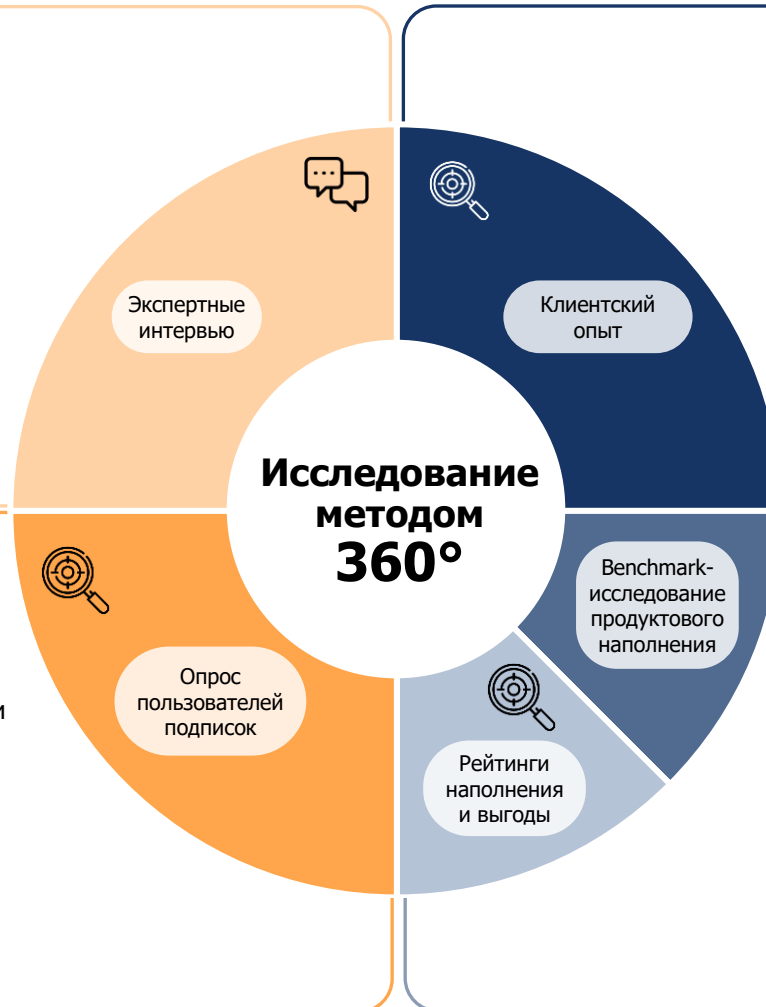 Экспертные
интервью
Клиентский
опыт
Исследование
методом
360°
Benchmark-
исследование
продуктового
наполнения
Опрос
пользователей
подписок
Рейтинги
наполнения
и выгоды